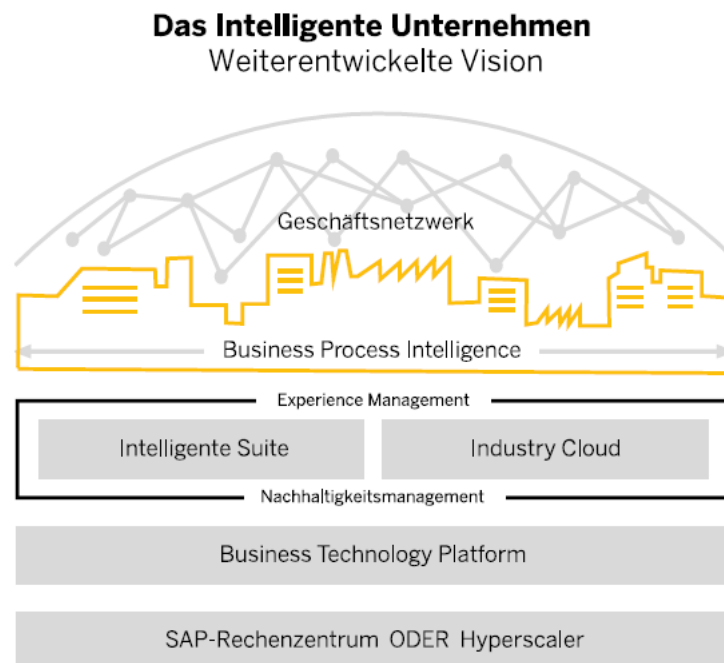 Das Intelligente Unternehmen
Weiterentwickelte Vision
Geschäftsnetzwerk
Business Process Intelligence
Experience Management
Intelligente Suite
Industry Cloud
Nachhaltigkeitsmanagement
Business Technology Platform
SAP-Rechenzentrum ODER Hyperscaler